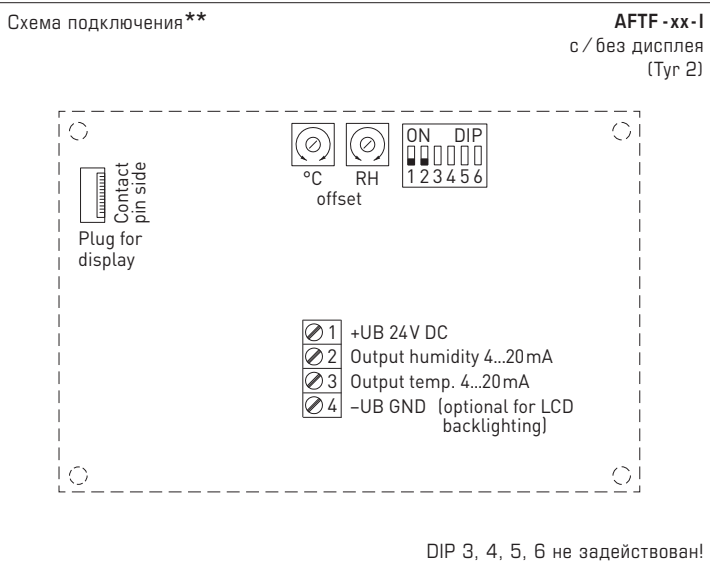 Схема подключения**
AFTF - xx - I
с / без дисплея
(Tyr 2)
ON DIP
1 2 3 4 5 6
°C RH
offset
Contact
pin side
Plug for
display
1 +UB 24V DC
2 Output humidity 4...20mA
3 Output temp. 4...20mA
4 –UB GND (optional for LCD
backlighting)
DIP 3, 4, 5, 6 не задействован!